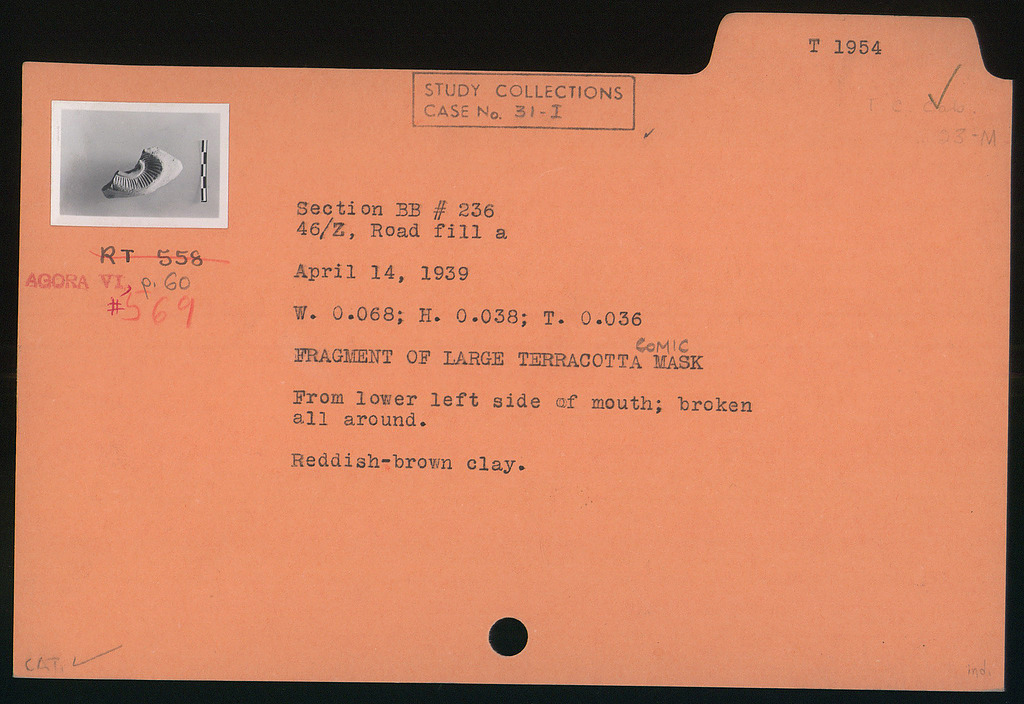 T 1954
STUDY COLLECTIONS
CASE No. 31-I
RT 558
AGORA VI, p. 60
#569
Section BB # 236
46/Z, Road fill a
April 14, 1939
W. 0.068; H. 0.038; T. 0.036
FRAGMENT OF LARGE TERRACOTTA COMIC MASK
From lower left side of mouth; broken
all around.
Reddish-brown clay.
CAT.